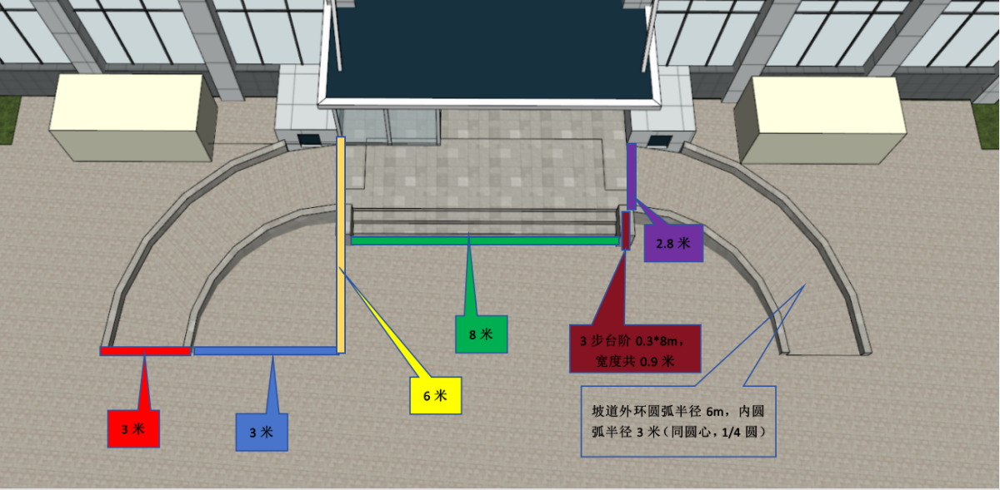 2.8 米
8 米
3 步台阶 0.3*8m，
宽度共 0.9 米
6 米
坡道外环圆弧半径 6m，内圆
弧半径 3 米（同圆心，1/4 圆）
3 米
3 米